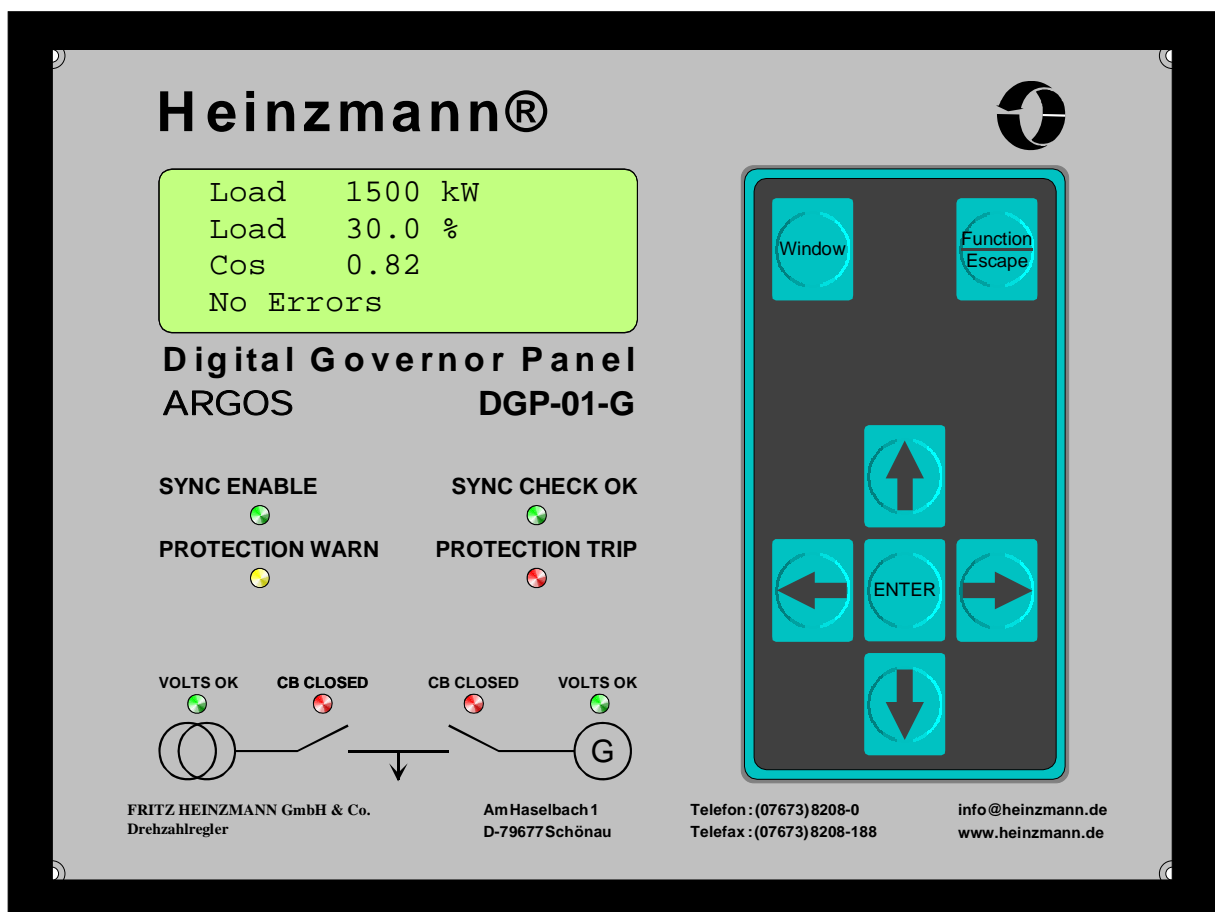 Heinzmann®
Load 1500 kW
Load 30.0 %
Cos 0.82
No Errors
Digital Governor Panel
ARGOS DGP-01-G
SYNC ENABLE SYNC CHECK OK
PROTECTION WARN PROTECTION TRIP
VOLTS OK CB CLOSED CB CLOSED VOLTS OK
G
Window
Function
Escape
ENTER
FRITZ HEINZMANN GmbH & Co. Am Haselbach 1 Telefon : (07673) 8208-0 info@heinzmann.de
Drehzahlregler D-79677 Schönau Telefax : (07673) 8208-188 www.heinzmann.de